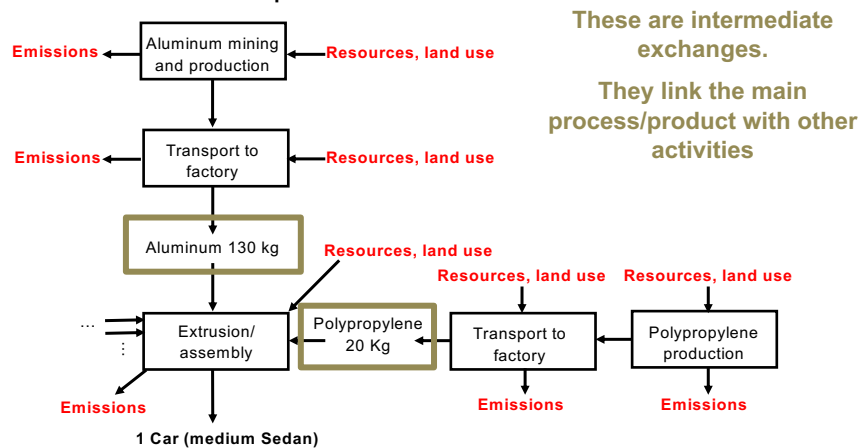 These are intermediate
exchanges.
They link the main
process/product with other
activities
Emissions
Aluminum mining
and production
Resources, land use
Emissions
Transport to
factory
Resources, land use
Aluminum 130 kg
Resources, land use
Resources, land use
Resources, land use
...
...
Extrusion/
assembly
Polypropylene
20 Kg
Transport to
factory
Polypropylene
production
Emissions
Emissions
Emissions
1 Car (medium Sedan)